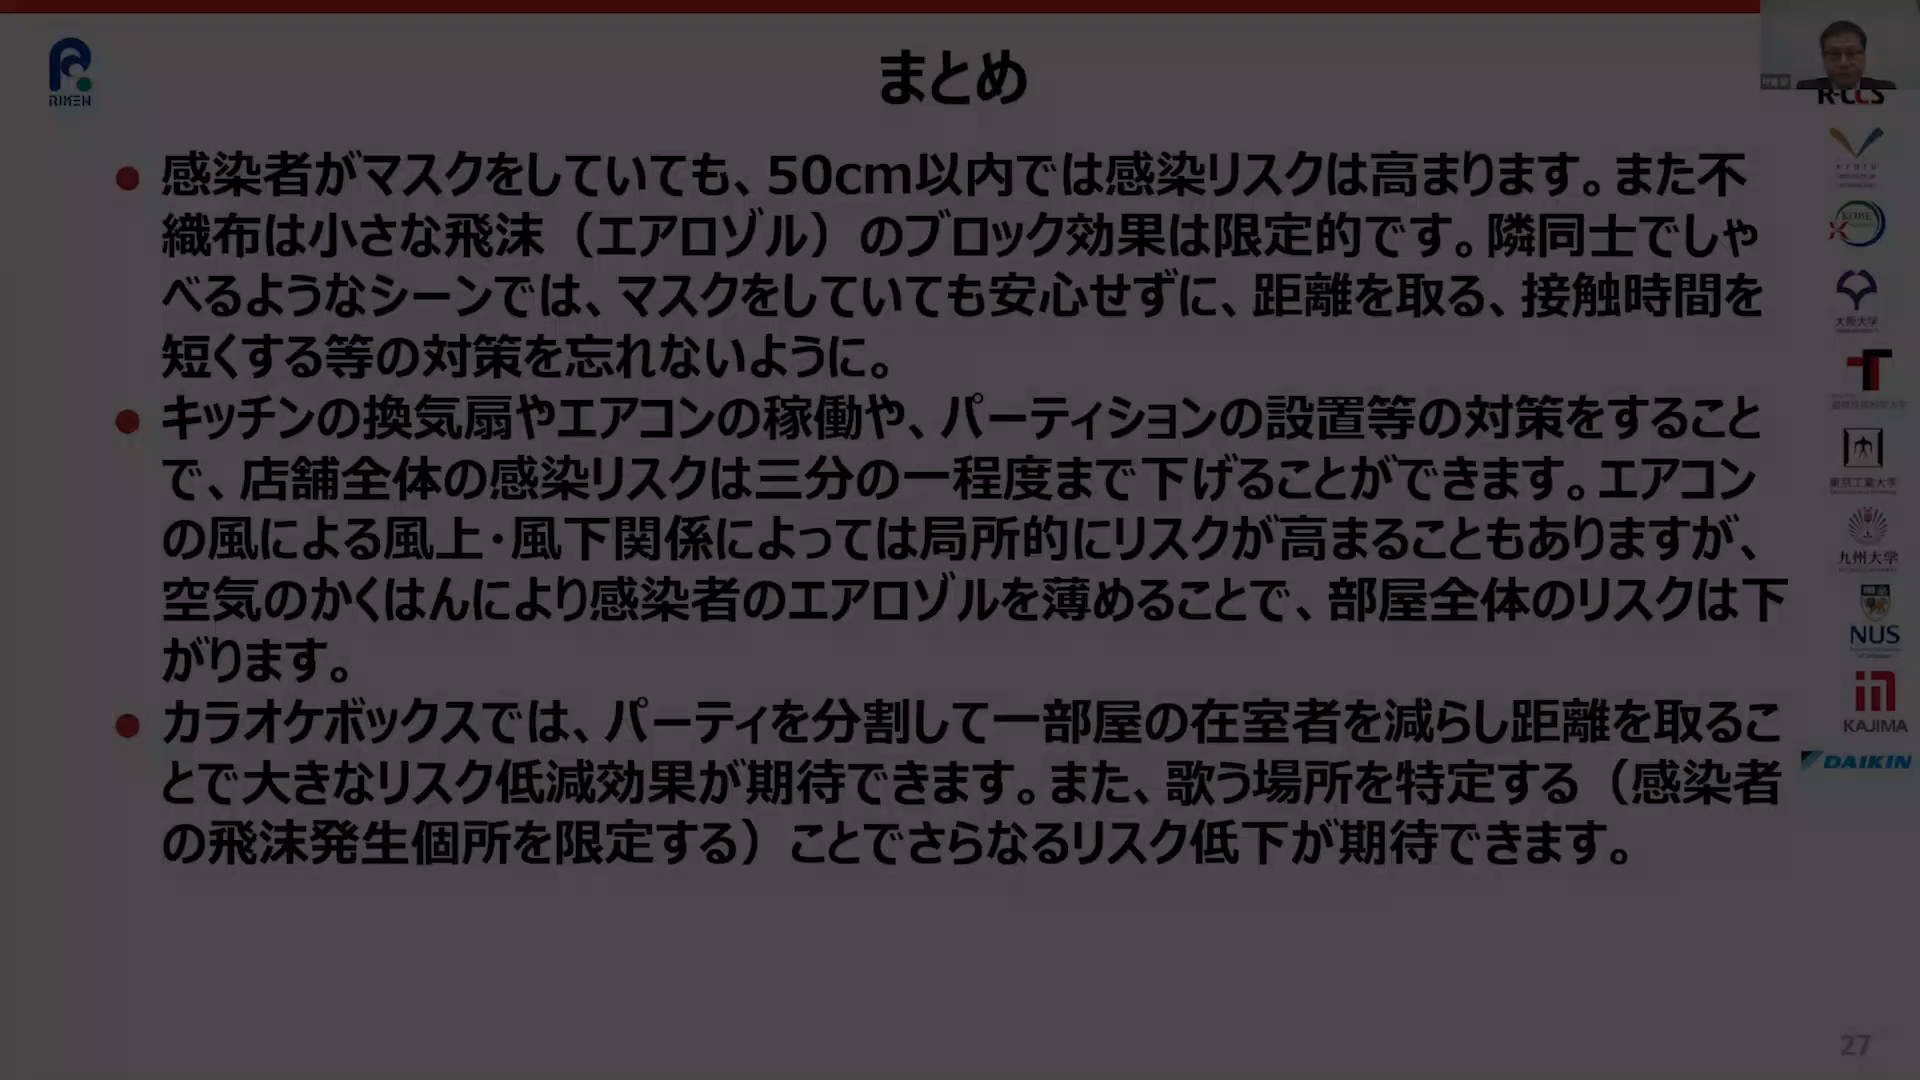 まとめ
RIKEN
R-CCS
● 感染者がマスクをしていても、50cm以内では感染リスクは高まります。また不
織布は小さな飛沫（エアロゾル）のブロック効果は限定的です。隣同士でしゃ
べるようなシーンでは、マスクをしていても安心せずに、距離を取る、接触時間を
短くする等の対策を忘れないように。
● キッチンの換気扇やエアコンの稼働や、パーティションの設置等の対策をすること
で、店舗全体の感染リスクは三分の一程度まで下げることができます。エアコン
の風による風上・風下関係によっては局所的にリスクが高まることもありますが、
空気のかくはんにより感染者のエアロゾルを薄めることで、部屋全体のリスクは下
がります。
● カラオケボックスでは、パーティを分割して一部屋の在室者を減らし距離を取るこ
とで大きなリスク低減効果が期待できます。また、歌う場所を特定する（感染者
の飛沫発生個所を限定する）ことでさらなるリスク低下が期待できます。
KOBE
大阪大学
豊橋技術科学大学
東京工業大学
九州大学
NUS
KAJIMA
DAIKIN
27